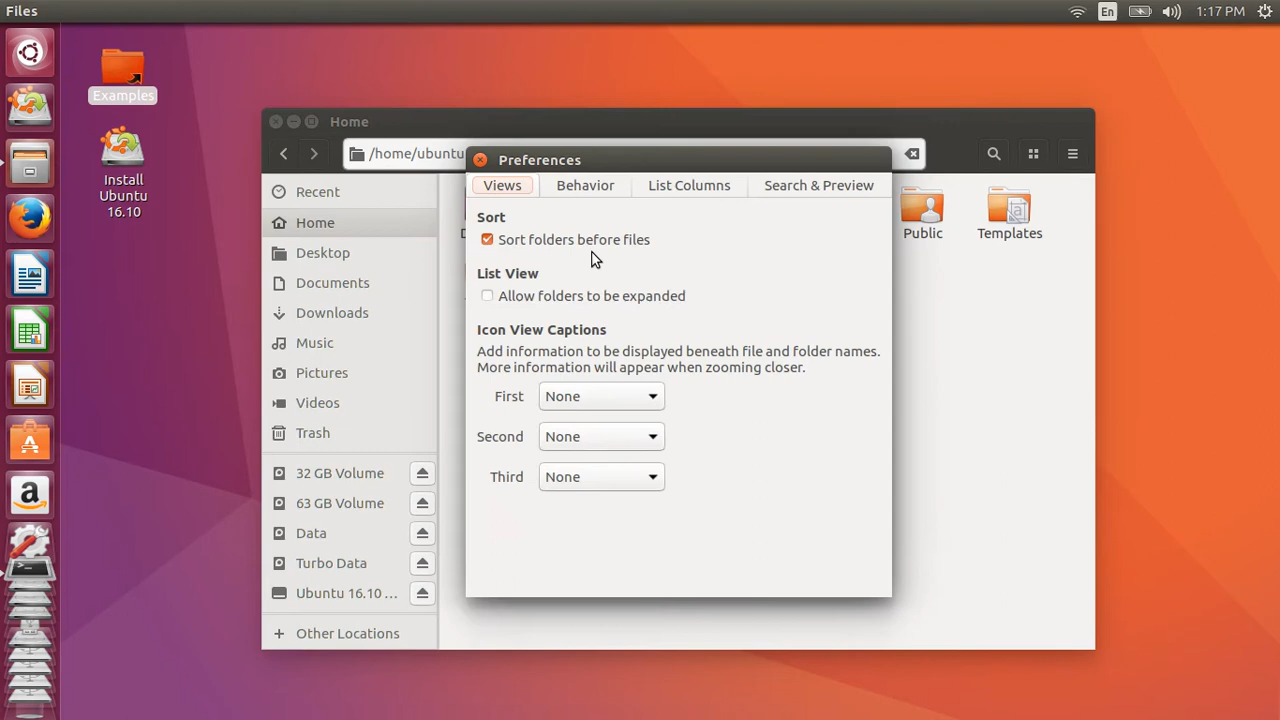 Files
En
1:17 PM
Examples
Install
Ubuntu
16.10
Home
/home/ubuntu
Recent
Home
Desktop
Documents
Downloads
Music
Pictures
Videos
Trash
32 GB Volume
63 GB Volume
Data
Turbo Data
Ubuntu 16.10 ...
Other Locations
Preferences
Views
Behavior
List Columns
Search & Preview
Sort
Sort folders before files
List View
Allow folders to be expanded
Icon View Captions
Add information to be displayed beneath file and folder names.
More information will appear when zooming closer.
First None
Second None
Third None
Public
Templates